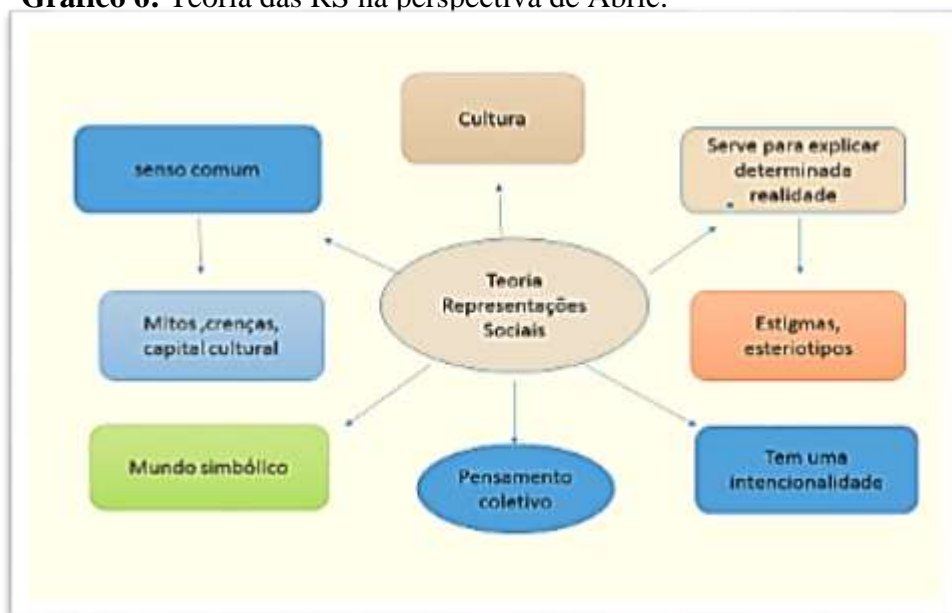 Gráfico 6: Teoria das RS na perspectiva de Abric.
Cultura
senso comum
Serve para explicar
determinada
realidade
Teoria
Representações
Sociais
Mitos ,crenças,
capital cultural
Estigmas,
esteriotipos
Mundo simbólico
Pensamento
coletivo
Tem uma
intencionalidade